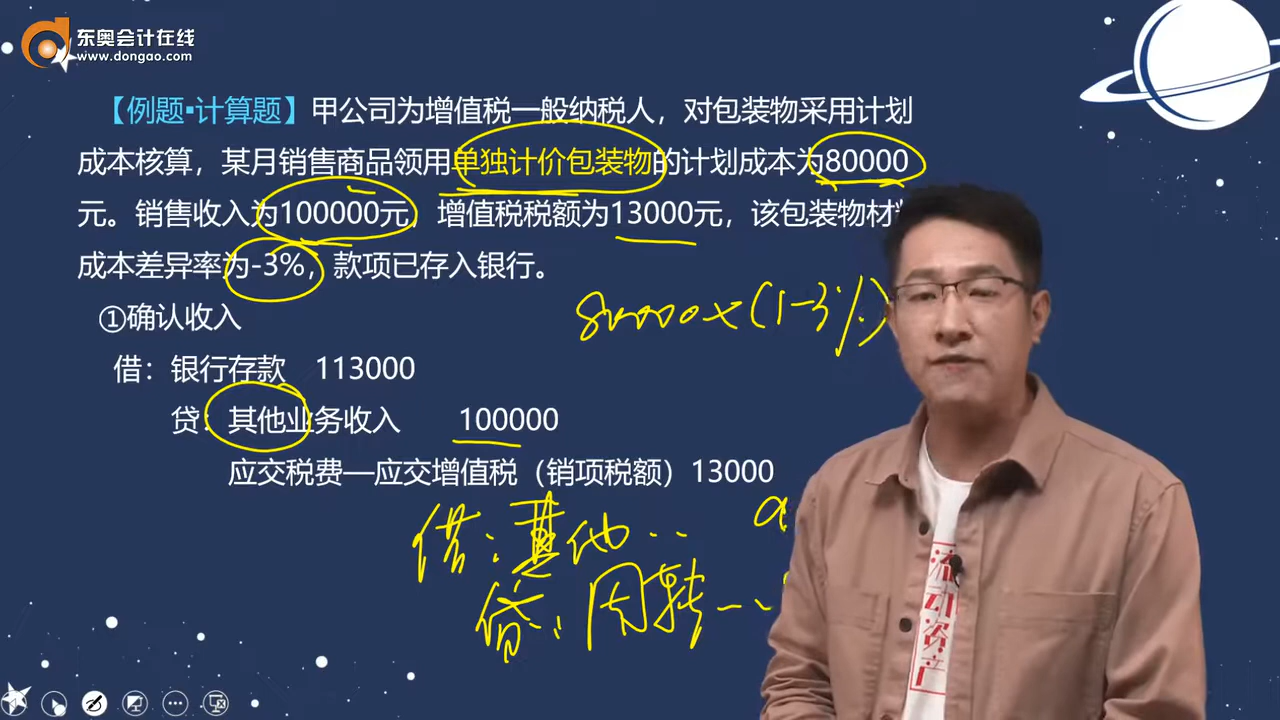 东奥会计在线
www.dongao.com
【例题·计算题】甲公司为增值税一般纳税人，对包装物采用计划
成本核算，某月销售商品领用单独计价包装物的计划成本为80000
元。销售收入为100000元，增值税税额为13000元，该包装物材料
成本差异率为-3%，款项已存入银行。
80000×(1-3%)
①确认收入
借：银行存款 113000
贷：其他业务收入 100000
应交税费—应交增值税（销项税额）13000
借：其他..
贷：周转--
流动资产